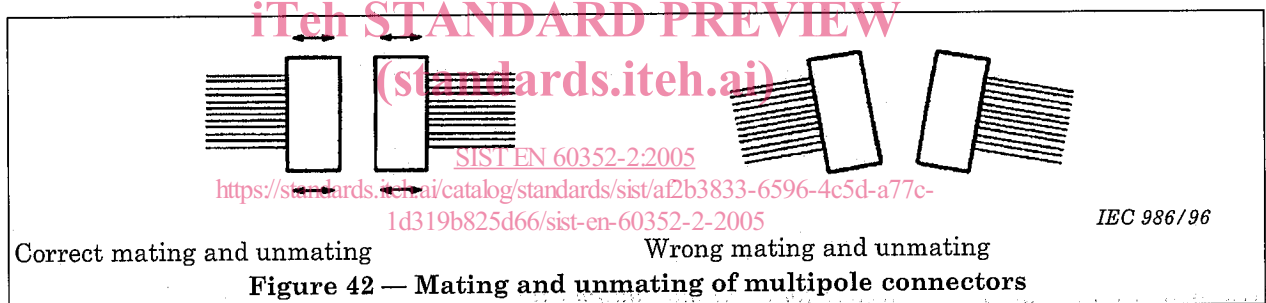 iTeh STANDARD PREVIEW
(standards.iteh.ai)
SIST EN 60352-2:2005
https://standards.iteh.ai/catalog/standards/sist/af2b3833-6596-4c5d-a77c-
1d319b825d66/sist-en-60352-2-2005
IEC 986/96
Correct mating and unmating
Wrong mating and unmating
Figure 42 — Mating and unmating of multipole connectors